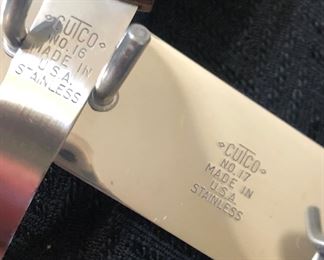 CUTCO
NO. 16
MADE IN
U.S.A.
STAINLESS
CUTCO
NO. 17
MADE IN
U.S.A.
STAINLESS